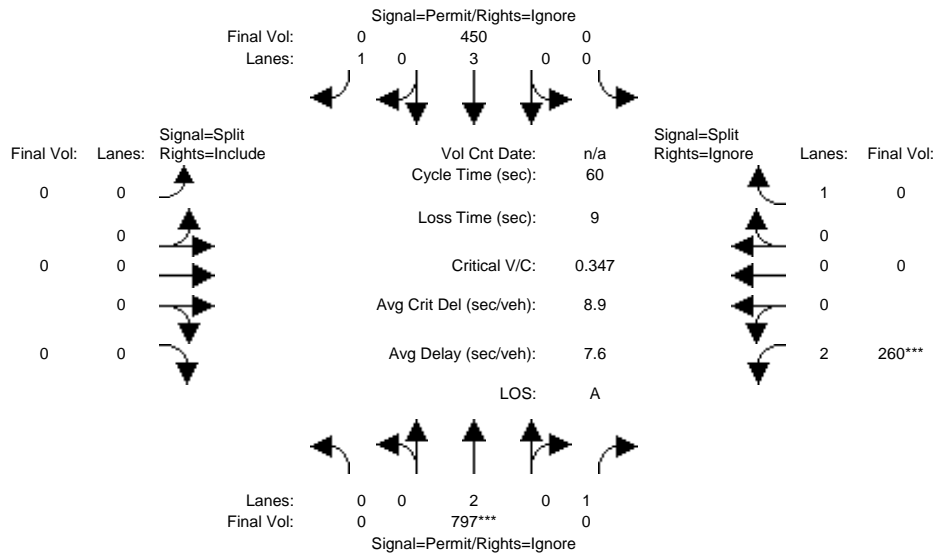 Signal=Permit/Rights=Ignore
Final Vol: 0 450 0
Lanes: 1 0 3 0 0
Signal=Split Signal=Split
Final Vol: Lanes: Rights=Include Vol Cnt Date: n/a Rights=Ignore Lanes: Final Vol:
Cycle Time (sec): 60
0 0 1 0
Loss Time (sec): 9
0 0
0 0 Critical V/C: 0.347 0 0
0 Avg Crit Del (sec/veh): 8.9 0
0 0 Avg Delay (sec/veh): 7.6 2 260***
LOS: A
Lanes: 0 0 2 0 1
Final Vol: 0 797*** 0
Signal=Permit/Rights=Ignore